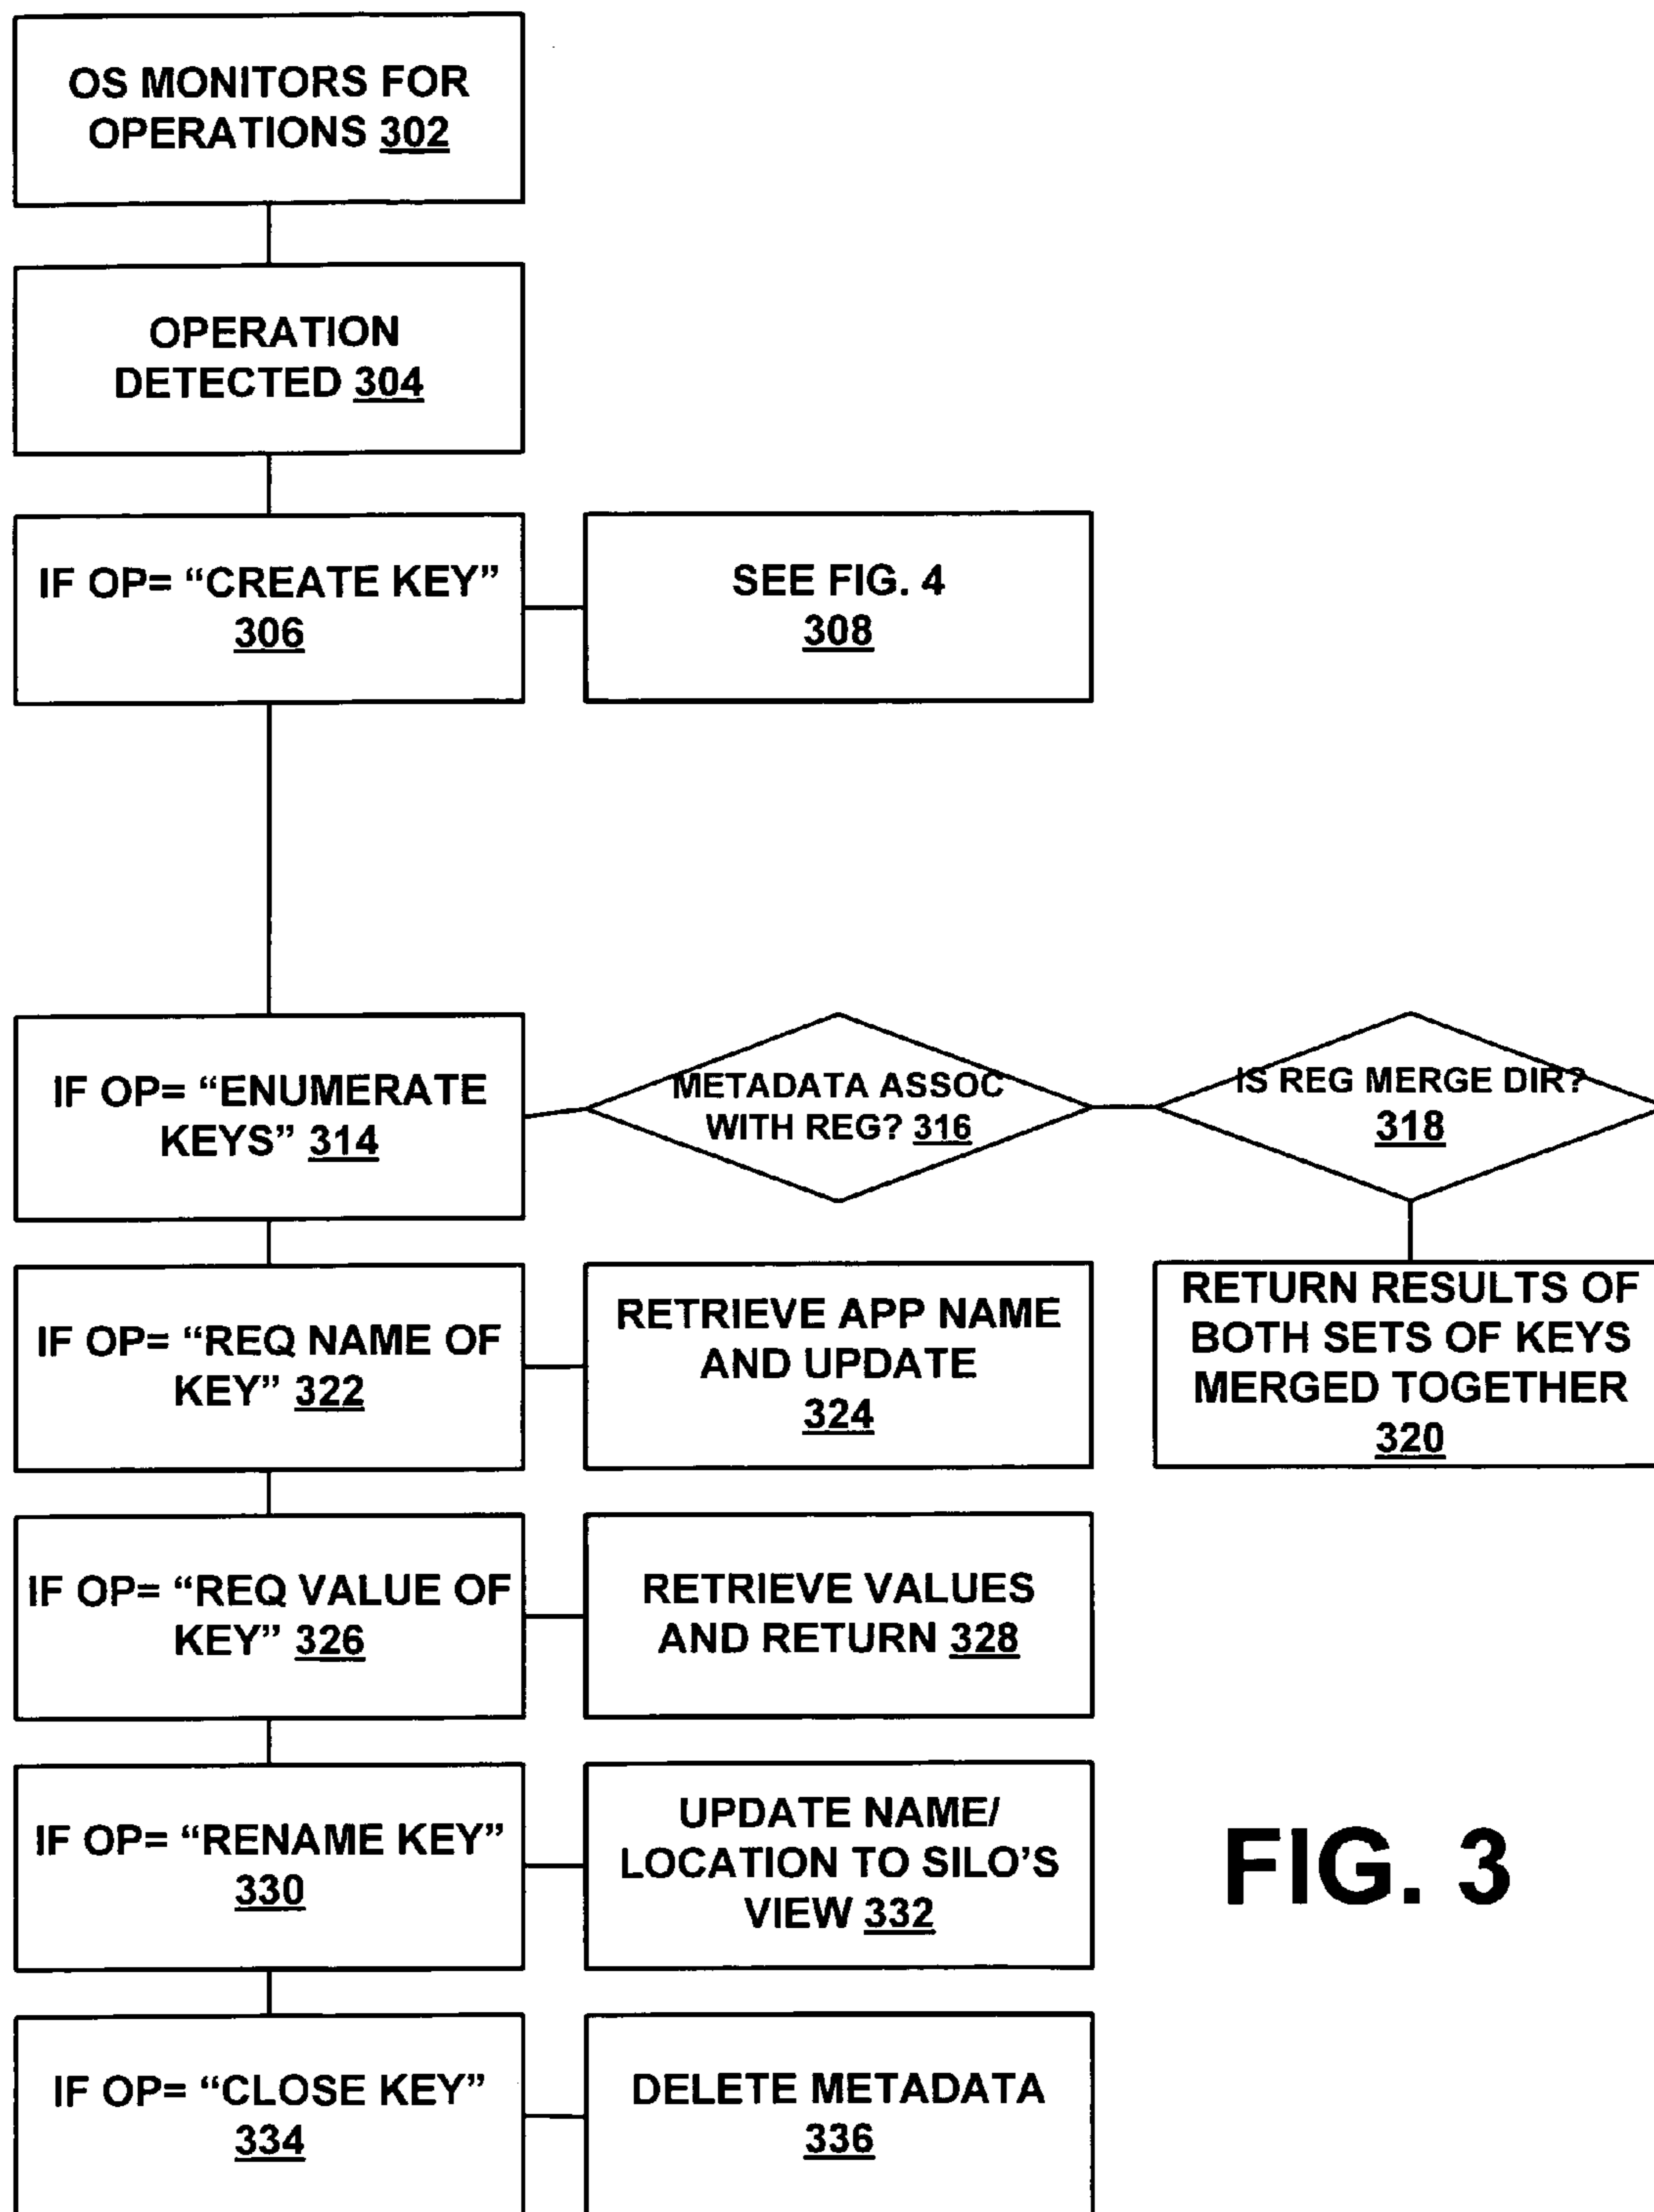 OS MONITORS FOR
OPERATIONS 302
OPERATION
DETECTED 304
IF OP= “CREATE KEY”
306
SEE FIG. 4
308
IF OP= “ENUMERATE
KEYS” 314
METADATA ASSOC
WITH REG? 316
IS REG MERGE DIR?
318
RETURN RESULTS OF
BOTH SETS OF KEYS
MERGED TOGETHER
320
IF OP= “REQ NAME OF
KEY” 322
RETRIEVE APP NAME
AND UPDATE
324
IF OP= “REQ VALUE OF
KEY” 326
RETRIEVE VALUES
AND RETURN 328
IF OP= “RENAME KEY”
330
UPDATE NAME/
LOCATION TO SILO’S
VIEW 332
IF OP= “CLOSE KEY”
334
DELETE METADATA
336
FIG. 3